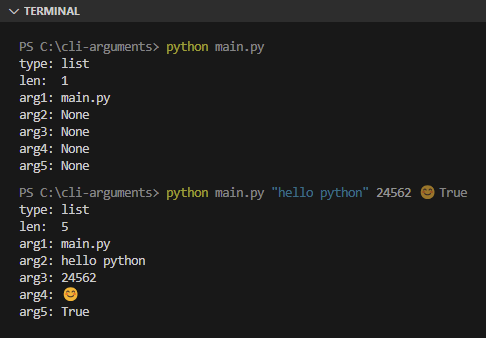 TERMINAL
PS C:\cli-arguments> python main.py
type: list
len:  1
arg1: main.py
arg2: None
arg3: None
arg4: None
arg5: None
PS C:\cli-arguments> python main.py "hello python" 24562 😊 True
type: list
len:  5
arg1: main.py
arg2: hello python
arg3: 24562
arg4: 😊
arg5: True